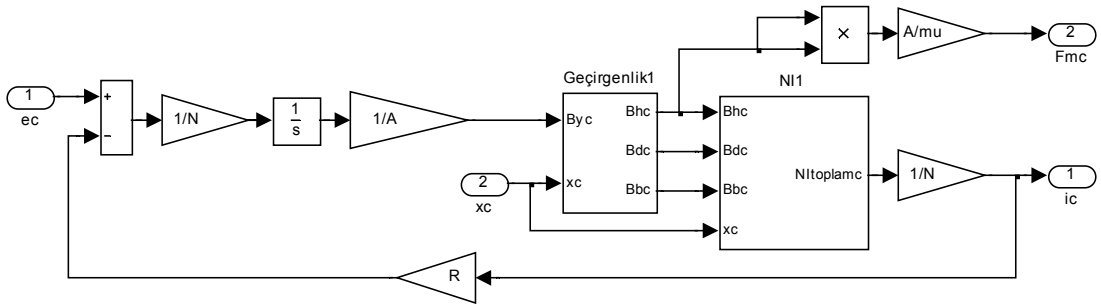 1
ec
+
−
1/N
1
s
1/A
2
xc
Geçirgenlik1
Byc
xc
Bhc
Bdc
Bbc
NI1
Bhc
Bdc
Bbc
xc
NItoplamc
×
A/mu
2
Fmc
1/N
1
ic
R